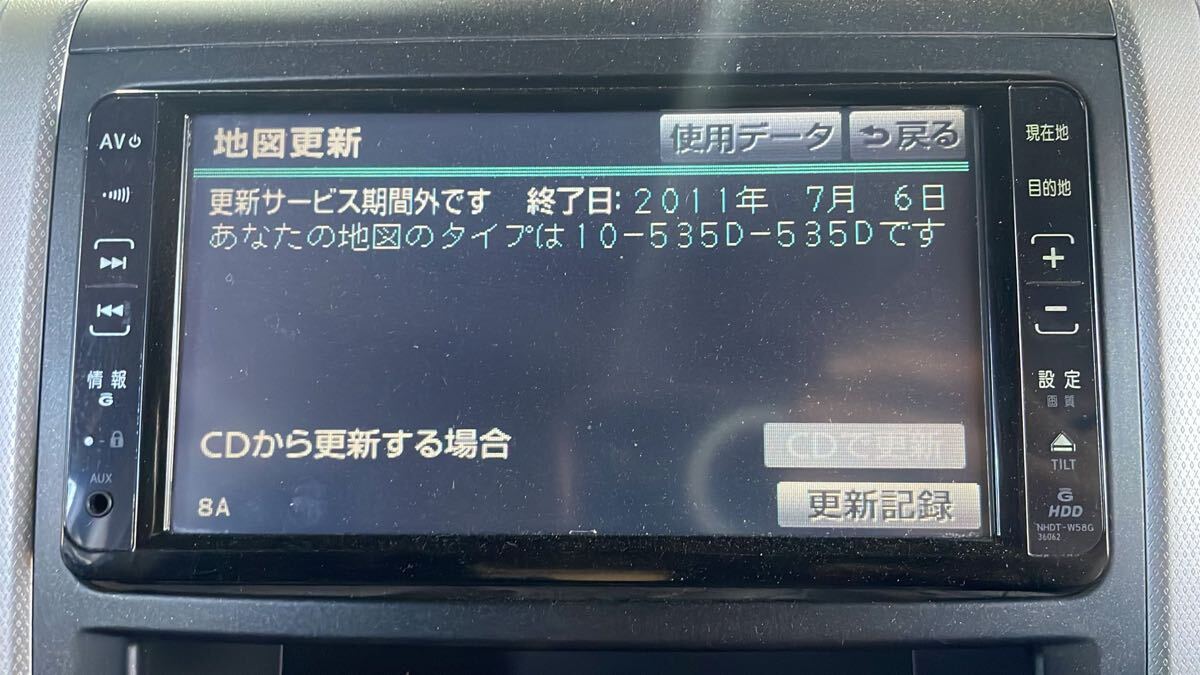 AV
情報
G
AUX
地図更新
使用データ
戻る
更新サービス期間外です 終了日:2011年 7月 6日
あなたの地図のタイプは10-535D-535Dです
CDから更新する場合
CDで更新
8A
更新記録
現在地
目的地
+
-
設定
画質
TILT
G
HDD
NHDT-W58G
36062